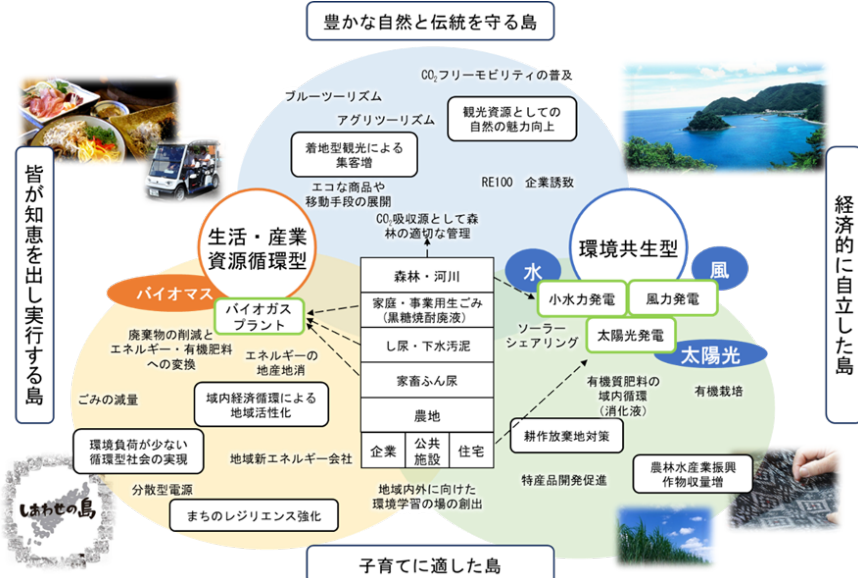 豊かな自然と伝統を守る島
CO₂フリーモビリティの普及
ブルーツーリズム
アグリツーリズム
観光資源としての
自然の魅力向上
着地型観光による
集客増
エコな商品や
移動手段の展開
RE100 企業誘致
CO₂吸収源として森
林の適切な管理
皆が知恵を出し実行する島
経済的に自立した島
生活・産業
資源循環型
環境共生型
水
風
太陽光
バイオマス
バイオガス
プラント
小水力発電
風力発電
太陽光発電
森林・河川
家庭・事業用生ごみ
(黒糖焼酎廃液)
し尿・下水汚泥
家畜ふん尿
農地
企業
公共
施設
住宅
ソーラー
シェアリング
廃棄物の削減と
エネルギー・有機肥料
への変換
エネルギーの
地産地消
ごみの減量
域内経済循環による
地域活性化
環境負荷が少ない
循環型社会の実現
地域新エネルギー会社
分散型電源
まちのレジリエンス強化
有機質肥料の
域内循環
(消化液)
有機栽培
耕作放棄地対策
特産品開発促進
農林水産業振興
作物収量増
地域内外に向けた
環境学習の場の創出
しあわせの島
子育てに適した島